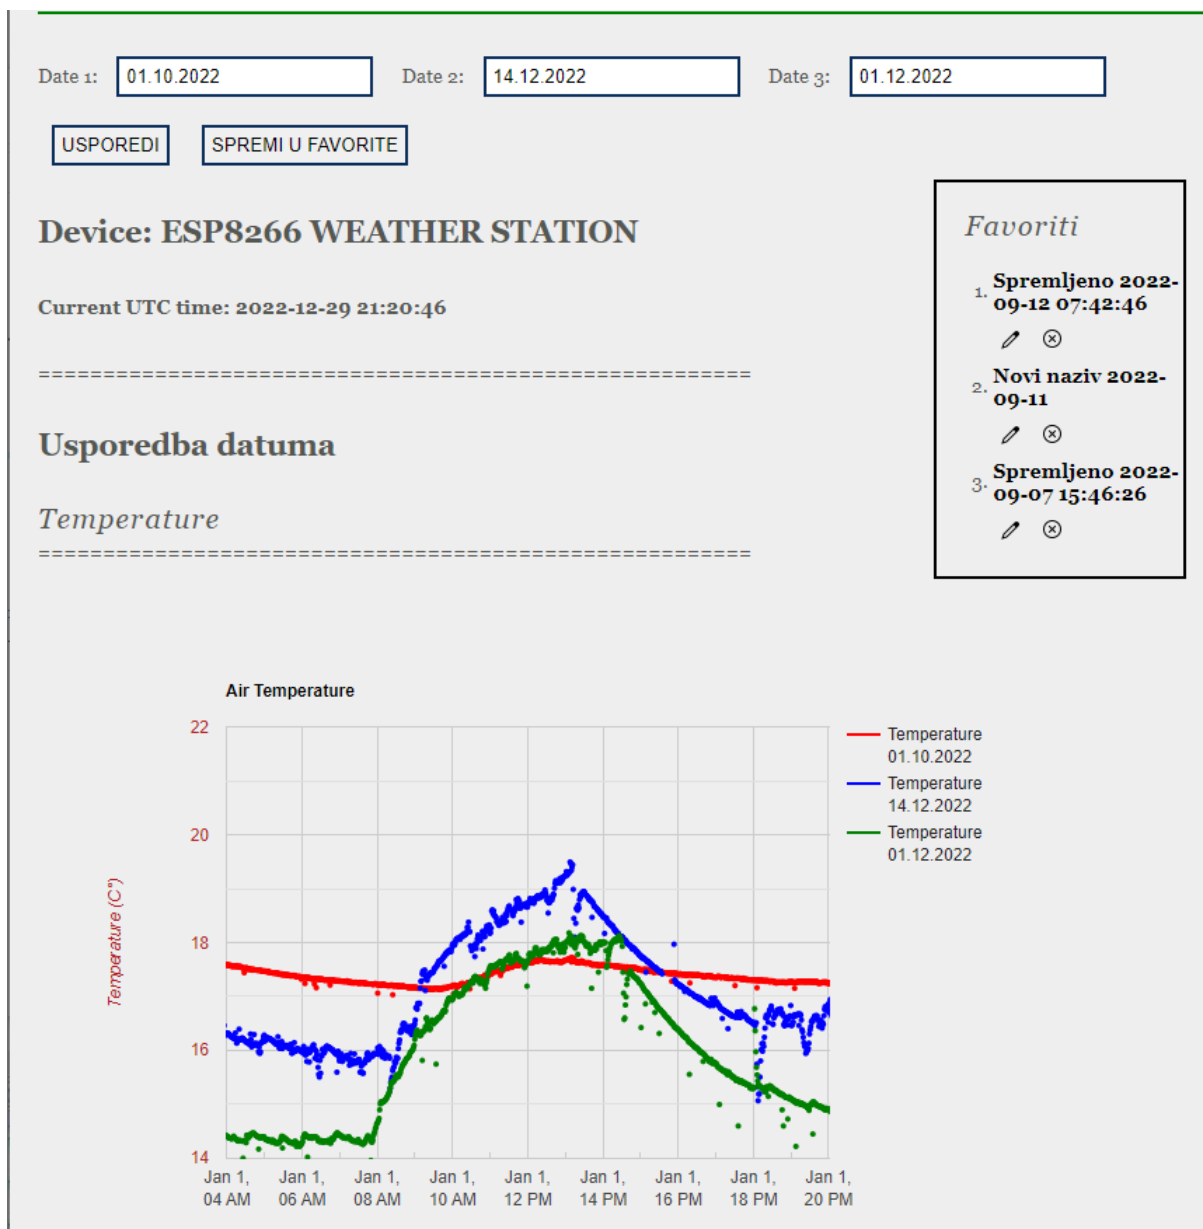 Date 1: 01.10.2022 Date 2: 14.12.2022 Date 3: 01.12.2022
USPOREDI SPREMI U FAVORITE
Device: ESP8266 WEATHER STATION
Current UTC time: 2022-12-29 21:20:46
=======================================================
Usporedba datuma
Temperature
=======================================================
Favoriti
1. Spremljeno 2022-
09-12 07:42:46
2. Novi naziv 2022-
09-11
3. Spremljeno 2022-
09-07 15:46:26
Air Temperature
Temperature (C°)
22
20
18
16
14
Jan 1, Jan 1, Jan 1, Jan 1, Jan 1, Jan 1, Jan 1, Jan 1, Jan 1,
04 AM 06 AM 08 AM 10 AM 12 PM 14 PM 16 PM 18 PM 20 PM
Temperature
01.10.2022
Temperature
14.12.2022
Temperature
01.12.2022